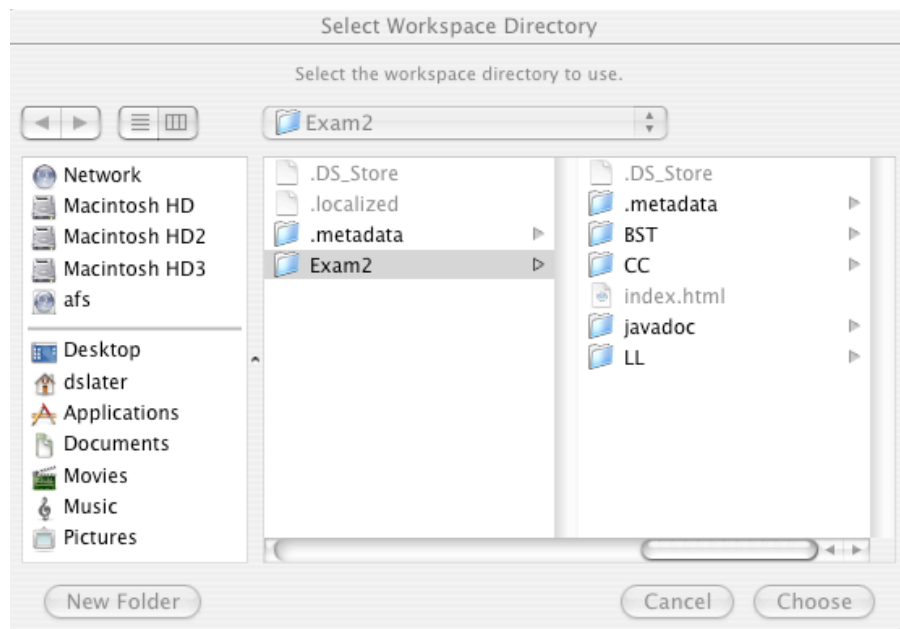 Select Workspace Directory
Select the workspace directory to use.
Exam2
Network
Macintosh HD
Macintosh HD2
Macintosh HD3
afs
Desktop
dslater
Applications
Documents
Movies
Music
Pictures
.DS_Store
.localized
.metadata
Exam2
.DS_Store
.metadata
BST
CC
index.html
javadoc
LL
New Folder
Cancel
Choose